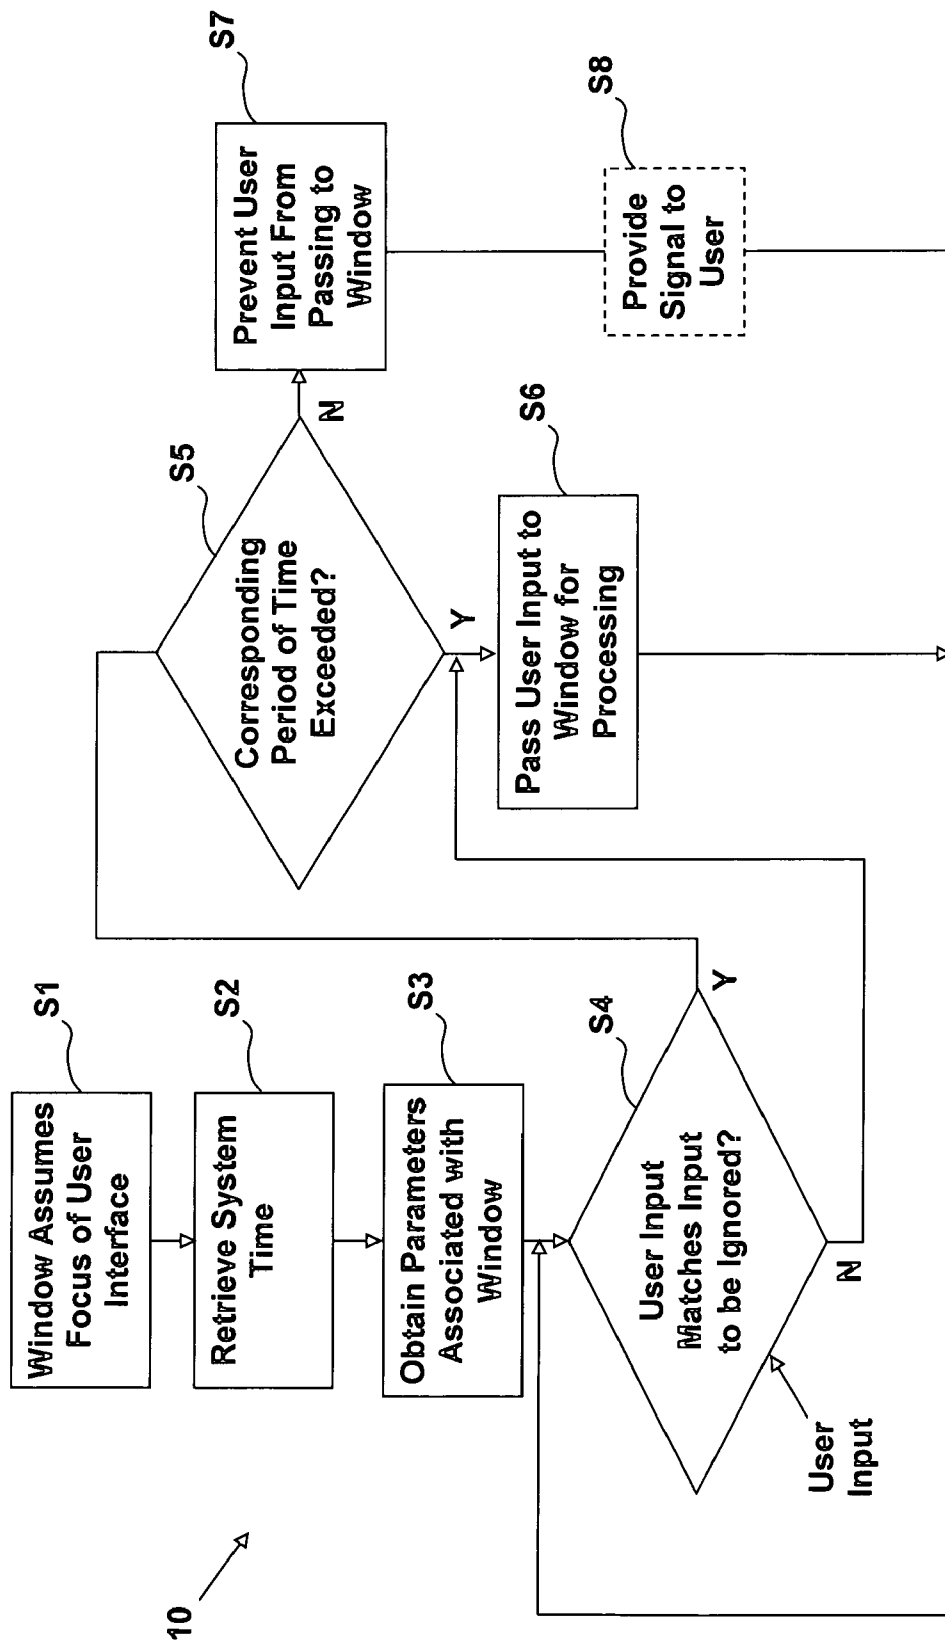 10
S1
Window Assumes
Focus of User
Interface
S2
Retrieve System
Time
S3
Obtain Parameters
Associated with
Window
S4
User Input
Matches Input
to be Ignored?
Y
N
User
Input
S5
Corresponding
Period of Time
Exceeded?
N
Y
S6
Pass User Input to
Window for
Processing
S7
Prevent User
Input From
Passing to
Window
S8
Provide
Signal to
User